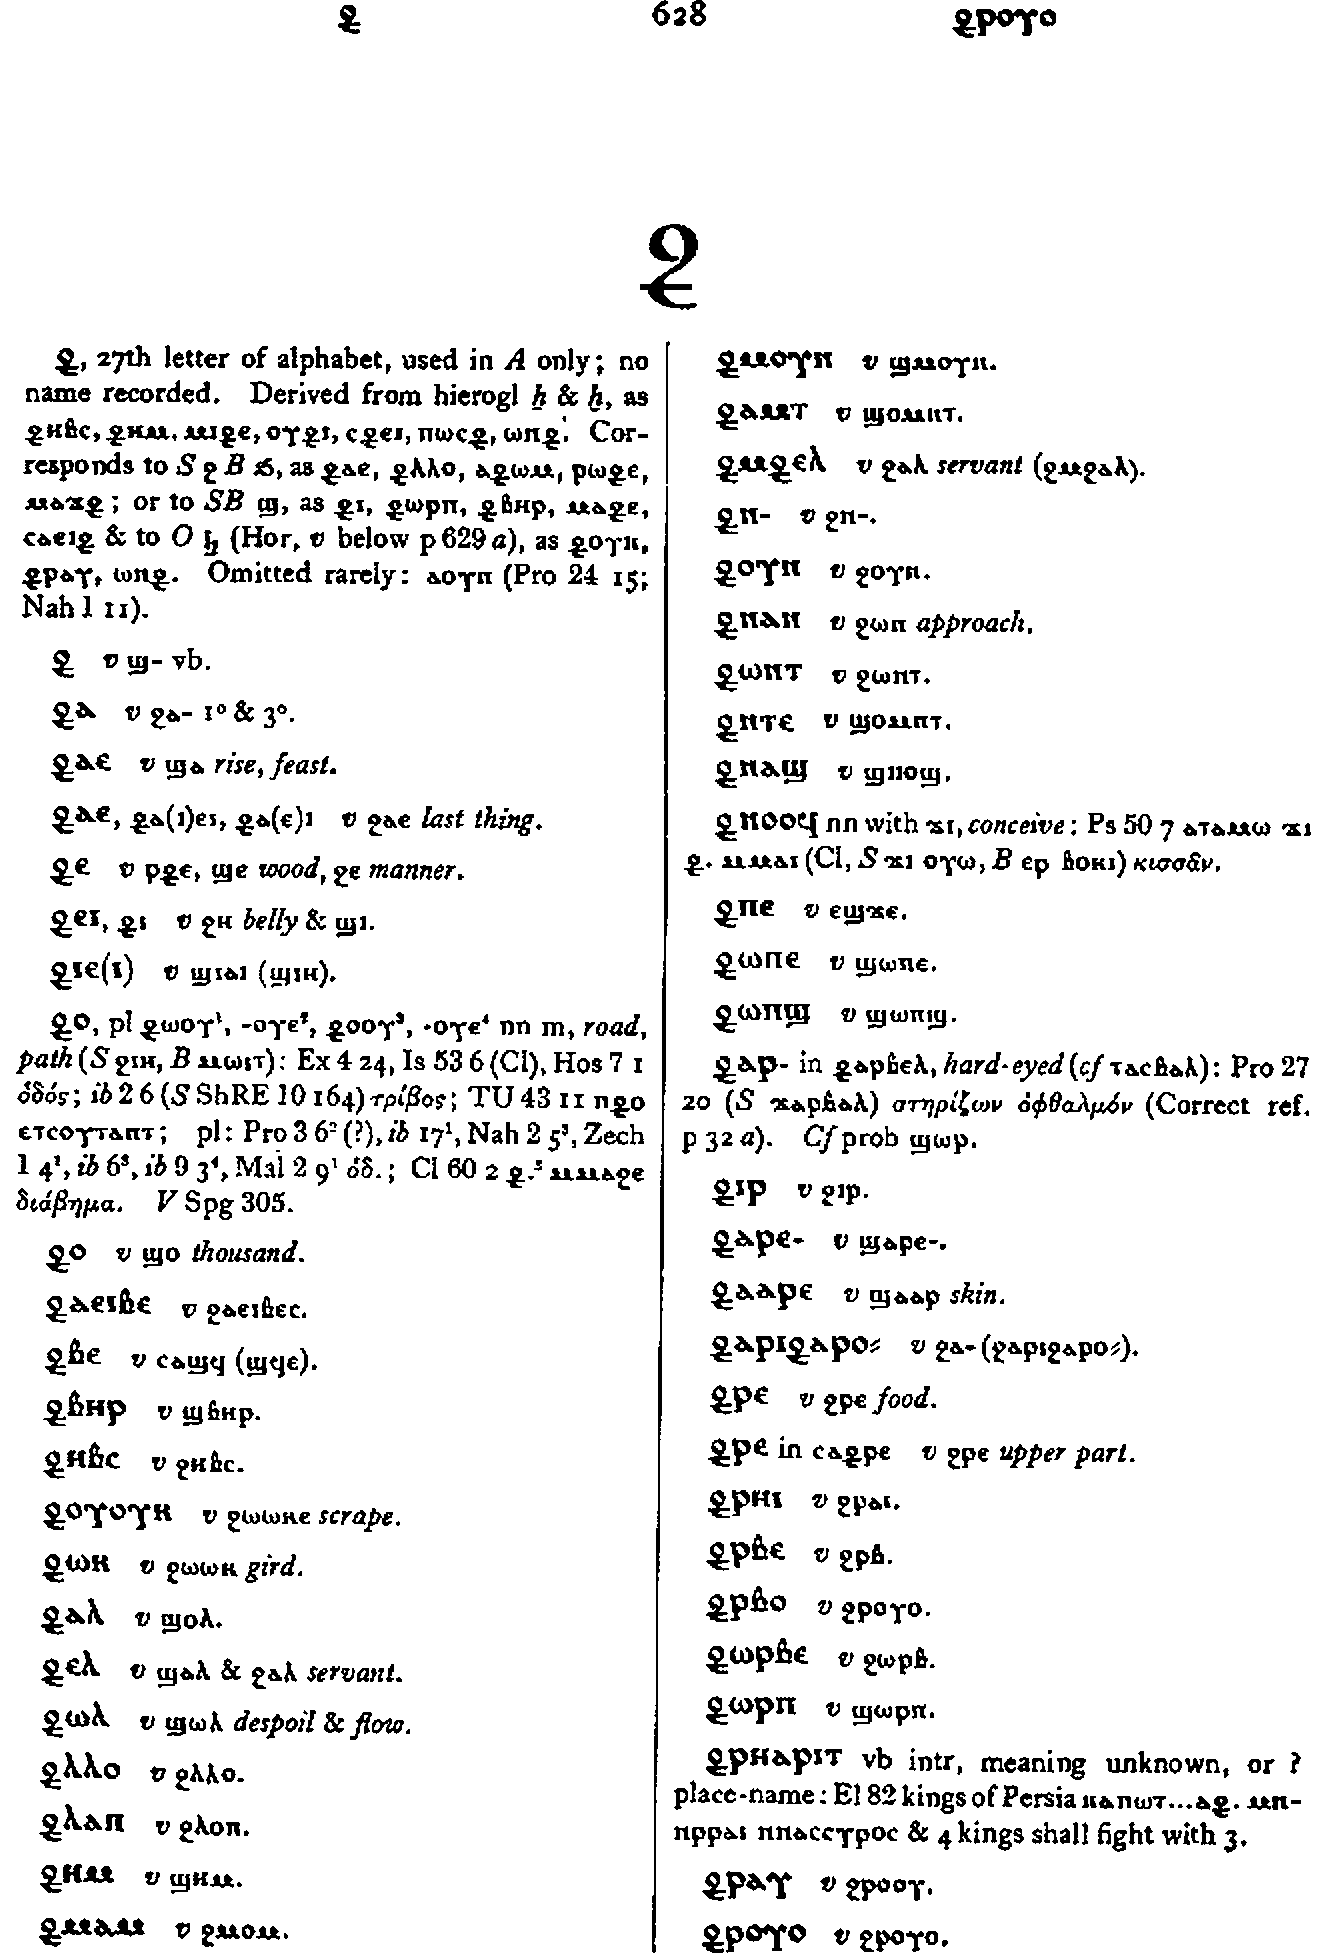 ⳉ 628 ⳉⲣⲟⲩⲟ
ⳉ
ⳉ, 27th letter of alphabet, used in A only; no
name recorded. Derived from hierogl ẖ & ḫ, as
ⳉⲏⲃⲥ, ⳉⲏⲙ, ⲙⲓⳉⲉ, ⲟⲩⳉⲓ, ⲥⳉⲉⲓ, ⲡⲱⲥⳉ, ⲱⲛⳉ. Cor-
responds to S ϩ B ϧ, as ⳉⲁⲉ, ⳉⲗⲗⲟ, ⲁⳉⲱⲙ, ⲣⲱⳉⲉ,
ⲙⲁϫⳉ; or to SB ϣ, as ⳉⲓ, ⳉⲱⲣⲡ, ⳉⲃⲏⲣ, ⲙⲁⳉⲉ,
ⲥⲁⲉⲓⳉ & to O (Hor, v below p 629 a), as ⳉⲟⲩⲛ,
ⳉⲣⲁⲩ, ⲱⲛⳉ. Omitted rarely: ⲁⲟⲩⲛ (Pro 24 15;
Nah 1 11).
ⳉ v ϣ- vb.
ⳉⲁ v ϩⲁ- 1° & 3°.
ⳉⲁⲉ v ϣⲁ rise, feast.
ⳉⲁⲉ, ⳉⲁ(ⲓ)ⲉⲓ, ⳉⲁ(ⲉ)ⲓ v ϩⲁⲉ last thing.
ⳉⲉ v ⲣⳉⲉ, ϣⲉ wood, ϩⲉ manner.
ⳉⲉⲓ, ⳉⲓ v ϩⲏ belly & ϣⲓ.
ⳉⲓⲉ(ⲓ) v ϣⲓⲁⲓ (ϣⲓⲏ).
ⳉⲟ, pl ⳉⲱⲟⲩ¹, -ⲟⲩⲉ², ⳉⲟⲟⲩ³, -ⲟⲩⲉ⁴ nn m, road,
path (S ϩⲓⲏ, B ⲙⲱⲓⲧ): Ex 4 24, Is 53 6 (Cl), Hos 7 1
ὁδός; ib 2 6 (S ShRE 10 164) τρίβος; TU 43 11 ⲡⳉⲟ
ⲉⲧⲥⲟⲩⲧⲁⲛⲧ; pl: Pro 3 6² (?), ib 17¹, Nah 2 5³, Zech
1 4¹, ib 6³, ib 9 3⁴, Mal 2 9¹ ὁδ.; Cl 60 2 ⳉ.³ ⲙⲙⲁϩⲉ
διάβημα. V Spg 305.
ⳉⲟ v ϣⲟ thousand.
ⳉⲁⲉⲓⲃⲉ v ϩⲁⲉⲓⲃⲉⲥ.
ⳉⲃⲉ v ⲥⲁϣϥ (ϣϥⲉ).
ⳉⲃⲏⲣ v ϣⲃⲏⲣ.
ⳉⲏⲃⲥ v ϩⲏⲃⲥ.
ⳉⲟⲩⲟⲩⲕ v ϩⲱⲱⲕⲉ scrape.
ⳉⲱⲕ v ϩⲱⲱⲕ gird.
ⳉⲁⲗ v ϣⲟⲗ.
ⳉⲉⲗ v ϣⲁⲗ & ϩⲁⲗ servant.
ⳉⲱⲗ v ϣⲱⲗ despoil & flow.
ⳉⲗⲗⲟ v ϩⲗⲗⲟ.
ⳉⲗⲁⲡ v ϩⲗⲟⲡ.
ⳉⲏⲙ v ϣⲏⲙ.
ⳉⲙⲁⲙ v ϩⲙⲟⲙ.
ⳉⲙⲟⲩⲛ v ϣⲙⲟⲩⲛ.
ⳉⲁⲙⲧ v ϣⲟⲙⲛⲧ.
ⳉⲙⳉⲉⲗ v ϩⲁⲗ servant (ϩⲙϩⲁⲗ).
ⳉⲛ- v ϩⲛ-.
ⳉⲟⲩⲛ v ϩⲟⲩⲛ.
ⳉⲛⲁⲛ v ϩⲱⲛ approach.
ⳉⲱⲛⲧ v ϩⲱⲛⲧ.
ⳉⲛⲧⲉ v ϣⲟⲙⲛⲧ.
ⳉⲛⲁϣ v ϣⲛⲟϣ.
ⳉⲛⲟⲟϥ nn with ϫⲓ, conceive: Ps 50 7 ⲁⲧⲁⲙⲱ ϫⲓ
ⳉ. ⲙⲙⲁⲓ (Cl, S ϫⲓ ⲟⲩⲱ, B ⲉⲣ ⲃⲟⲕⲓ) κισσᾶν.
ⳉⲡⲉ v ⲉϣϫⲉ.
ⳉⲱⲡⲉ v ϣⲱⲡⲉ.
ⳉⲱⲡϣ v ϣⲱⲡϣ.
ⳉⲁⲣ- in ⳉⲁⲣⲃⲉⲗ, hard-eyed (cf ⲧⲁⲥⲃⲁⲗ): Pro 27
20 (S ϫⲁⲣⲃⲁⲗ) στηρίζων ὀφθαλμόν (Correct ref.
p 32 a). Cf prob ϣⲱⲣ.
ⳉⲓⲣ v ϩⲓⲣ.
ⳉⲁⲣⲉ- v ϣⲁⲣⲉ-.
ⳉⲁⲁⲣⲉ v ϣⲁⲁⲣ skin.
ⳉⲁⲣⲓⳉⲁⲣⲟ⸗ v ϩⲁ- (ϩⲁⲣⲓϩⲁⲣⲟ⸗).
ⳉⲣⲉ v ϩⲣⲉ food.
ⳉⲣⲉ in ⲥⲁⳉⲣⲉ v ϩⲣⲉ upper part.
ⳉⲣⲏⲓ v ϩⲣⲁⲓ.
ⳉⲣⲃⲉ v ϩⲣⲃ.
ⳉⲣⲃⲟ v ϩⲣⲟⲩⲟ.
ⳉⲱⲣⲃⲉ v ϩⲱⲣⲃ.
ⳉⲱⲣⲡ v ϣⲱⲣⲡ.
ⳉⲣⲏⲁⲣⲓⲧ vb intr, meaning unknown, or ?
place-name: El 82 kings of Persia ⲛⲁⲡⲱⲧ...ⲁⳉ. ⲙⲛ-
ⲛⲣⲣⲁⲓ ⲛⲛⲁⲥⲥⲩⲣⲟⲥ & 4 kings shall fight with 3.
ⳉⲣⲁⲩ v ϩⲣⲟⲟⲩ.
ⳉⲣⲟⲩⲟ v ϩⲣⲟⲩⲟ.